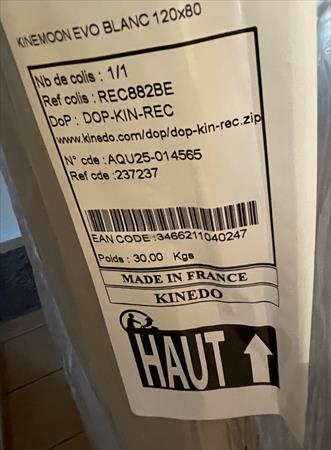 KINEMOON EVO BLANC 120x80
Nb de colis : 1/1
Ref colis : REC882BE
DoP : DOP-KIN-REC
www.kinedo.com/dop/dop-kin-rec.zip
N° cde : AQU25-014565
Ref cde :237237
EAN CODE :3466211040247
Poids : 30,00 Kgs
MADE IN FRANCE
KINEDO
HAUT